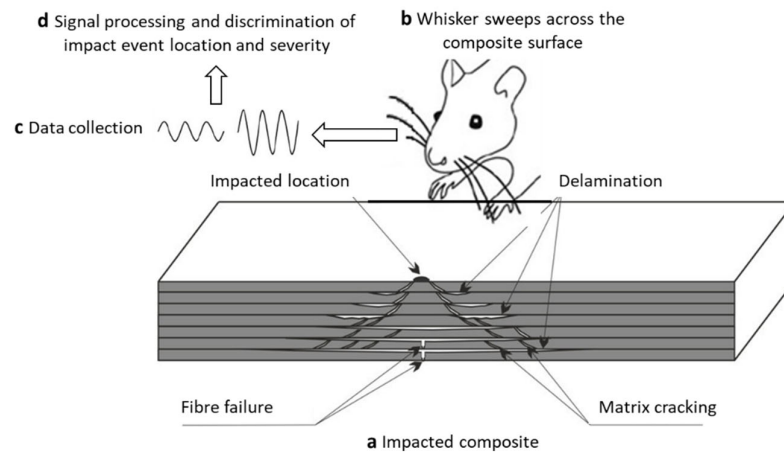 d Signal processing and discrimination of
impact event location and severity
b Whisker sweeps across the
composite surface
c Data collection
Impacted location
Delamination
Fibre failure
Matrix cracking
a Impacted composite